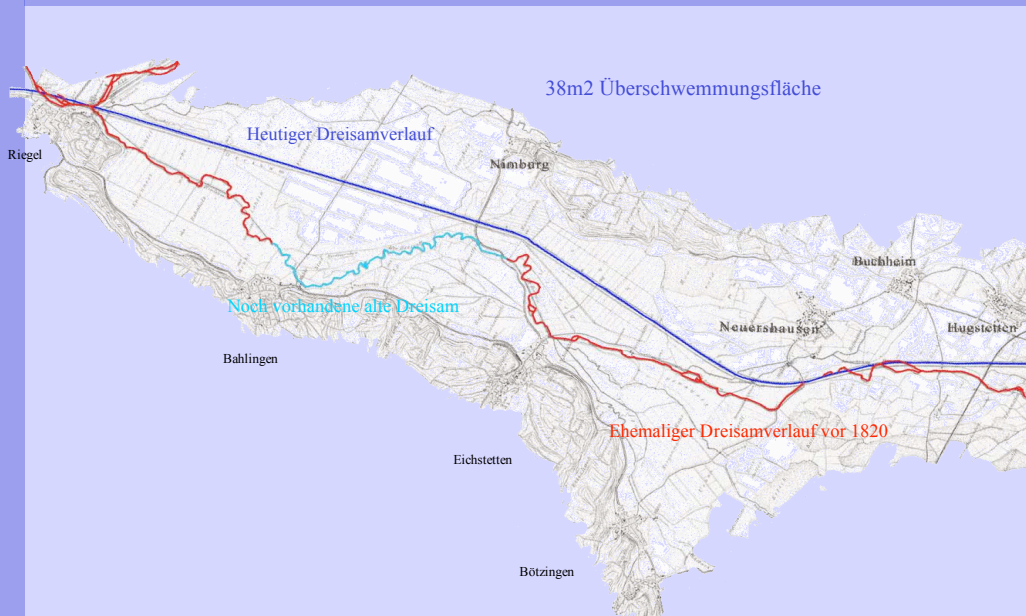 38m2 Überschwemmungsfläche
Heutiger Dreisamverlauf
Riegel
Nimburg
Buchheim
Noch vorhandene alte Dreisam
Neuershausen
Hugstetten
Bahlingen
Ehemaliger Dreisamverlauf vor 1820
Eichstetten
Bötzingen